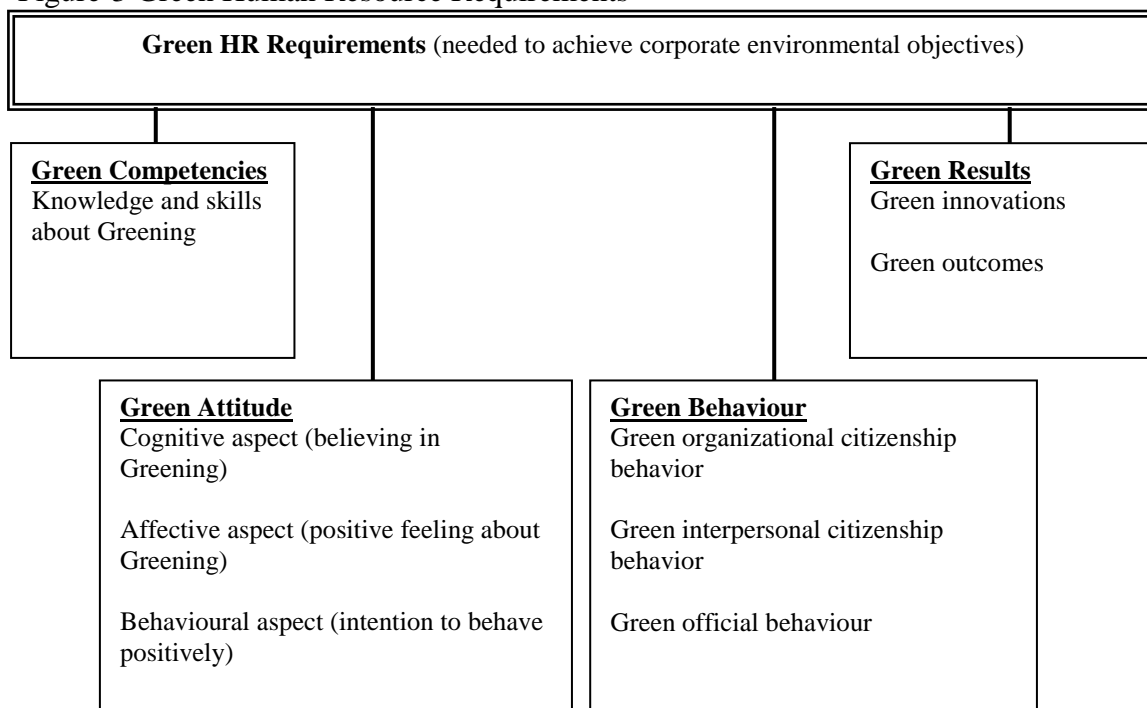 Figure 3 Green Human Resource Requirements
Green HR Requirements (needed to achieve corporate environmental objectives)
Green Competencies
Knowledge and skills
about Greening
Green Results
Green innovations
Green outcomes
Green Attitude
Cognitive aspect (believing in
Greening)
Affective aspect (positive feeling about
Greening)
Behavioural aspect (intention to behave
positively)
Green Behaviour
Green organizational citizenship
behavior
Green interpersonal citizenship
behavior
Green official behaviour